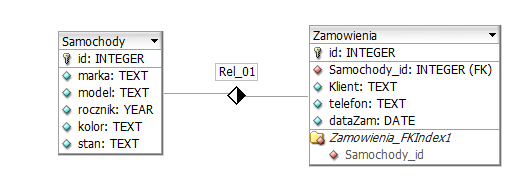 Samochody
id: INTEGER
marka: TEXT
model: TEXT
rocznik: YEAR
kolor: TEXT
stan: TEXT
Rel_01
Zamowienia
id: INTEGER
Samochody_id: INTEGER (FK)
Klient: TEXT
telefon: TEXT
dataZam: DATE
Zamowienia_FKIndex1
Samochody_id